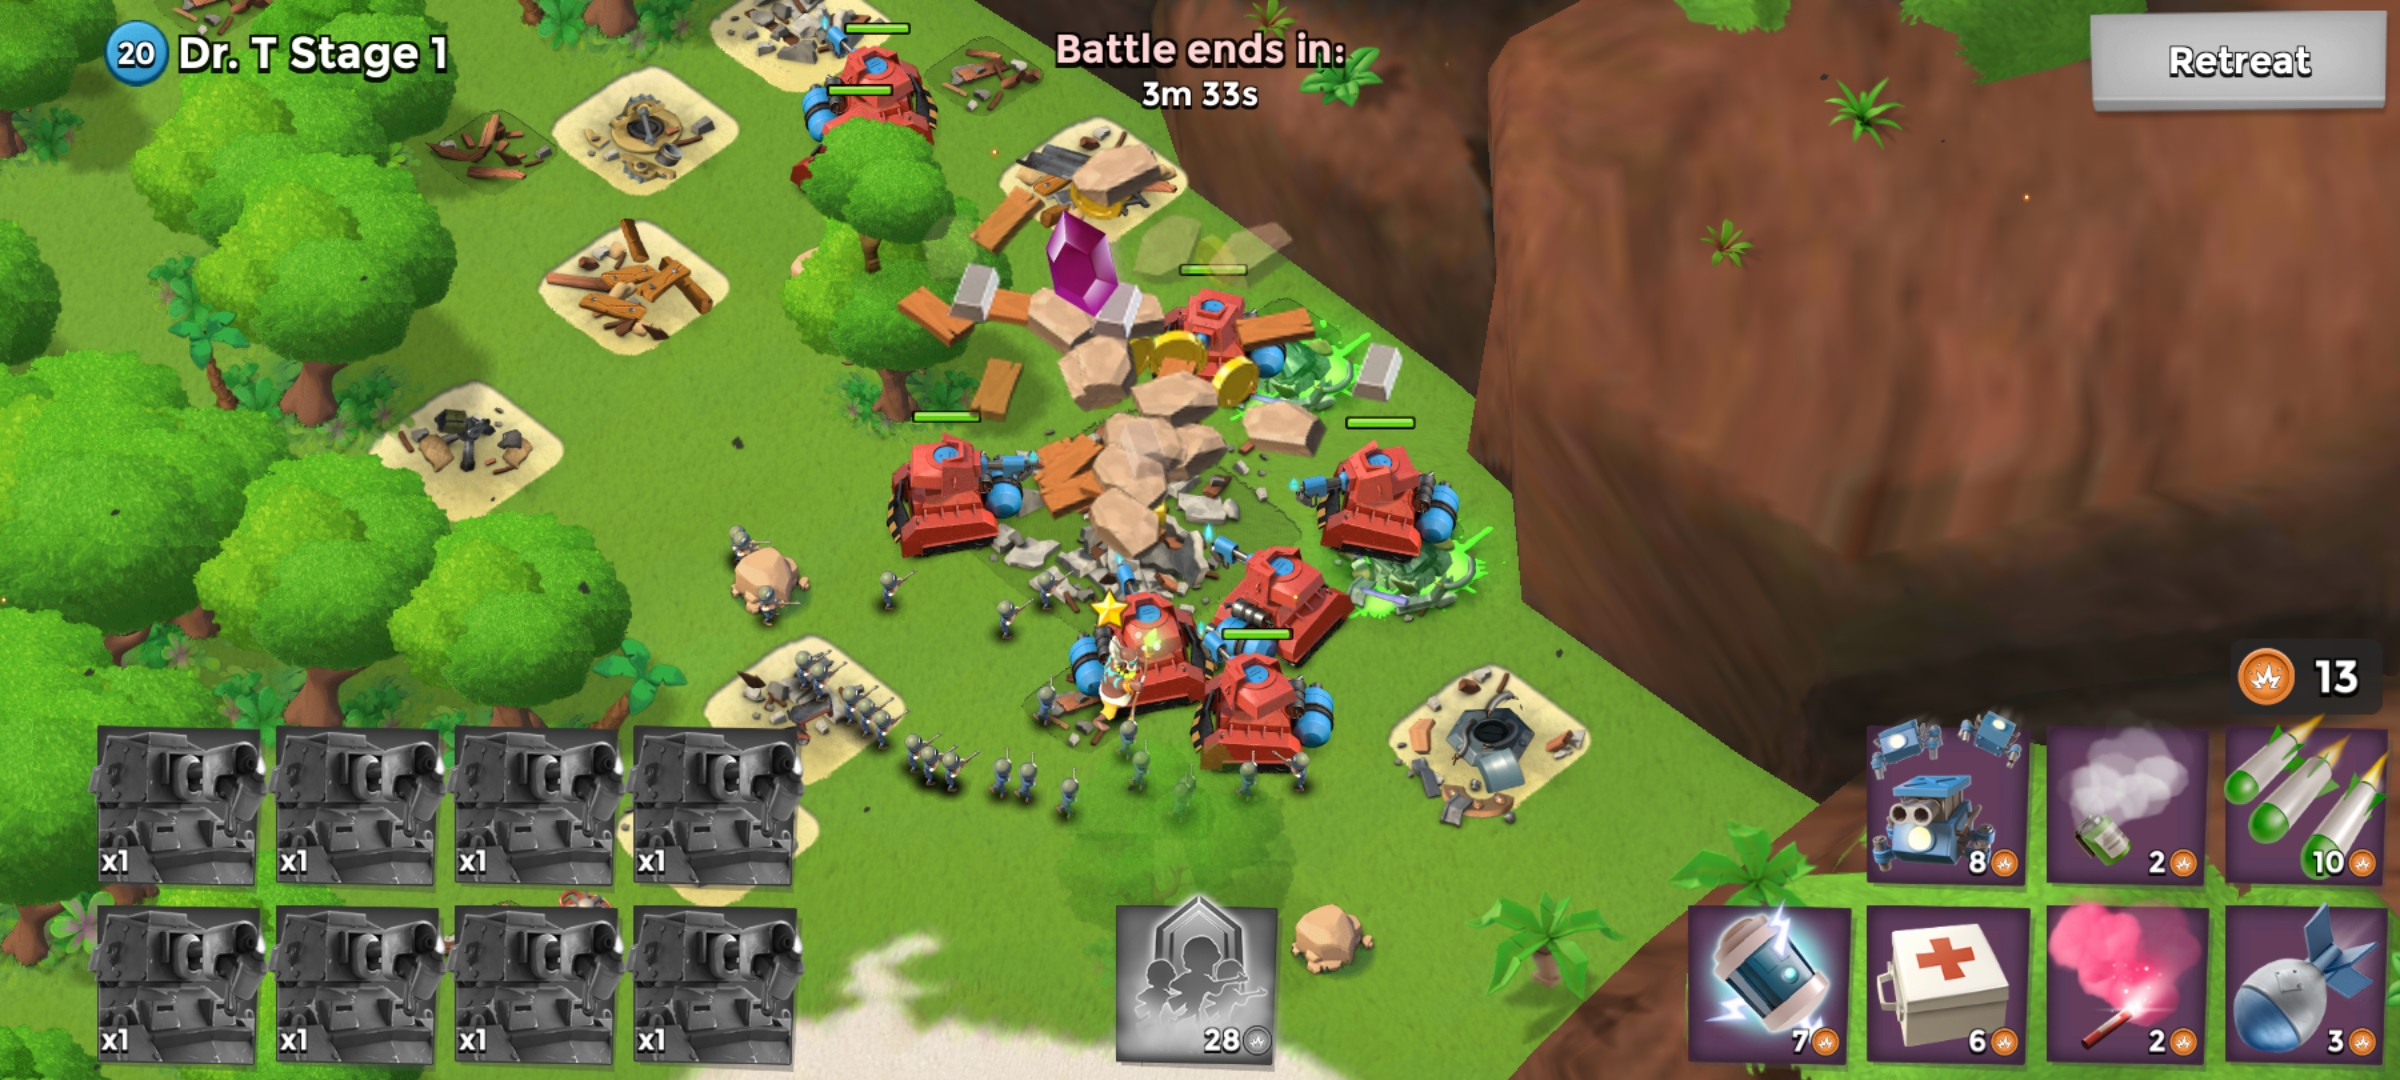 20 Dr. T Stage 1
Battle ends in:
3m 33s
Retreat
13
8
2
10
x1
x1
x1
x1
x1
x1
x1
x1
28
7
6
2
3